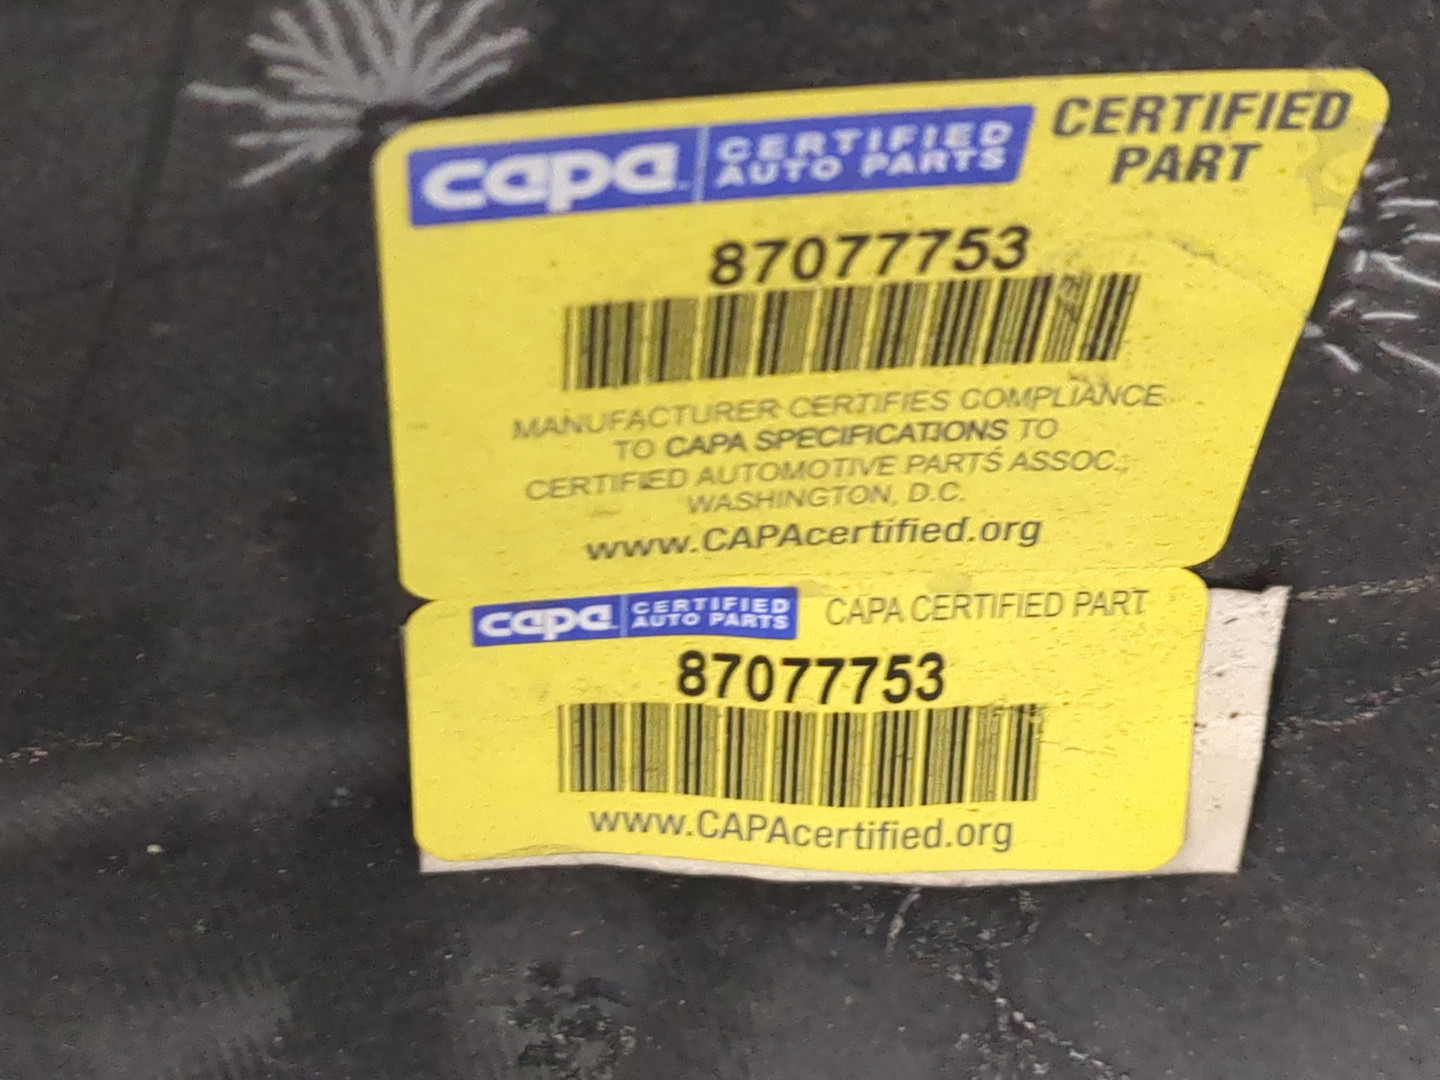 capa CERTIFIED AUTO PARTS
CERTIFIED PART
87077753
MANUFACTURER CERTIFIES COMPLIANCE
TO CAPA SPECIFICATIONS TO
CERTIFIED AUTOMOTIVE PARTS ASSOC.,
WASHINGTON, D.C.
www.CAPAcertified.org
capa CERTIFIED AUTO PARTS CAPA CERTIFIED PART
87077753
www.CAPAcertified.org